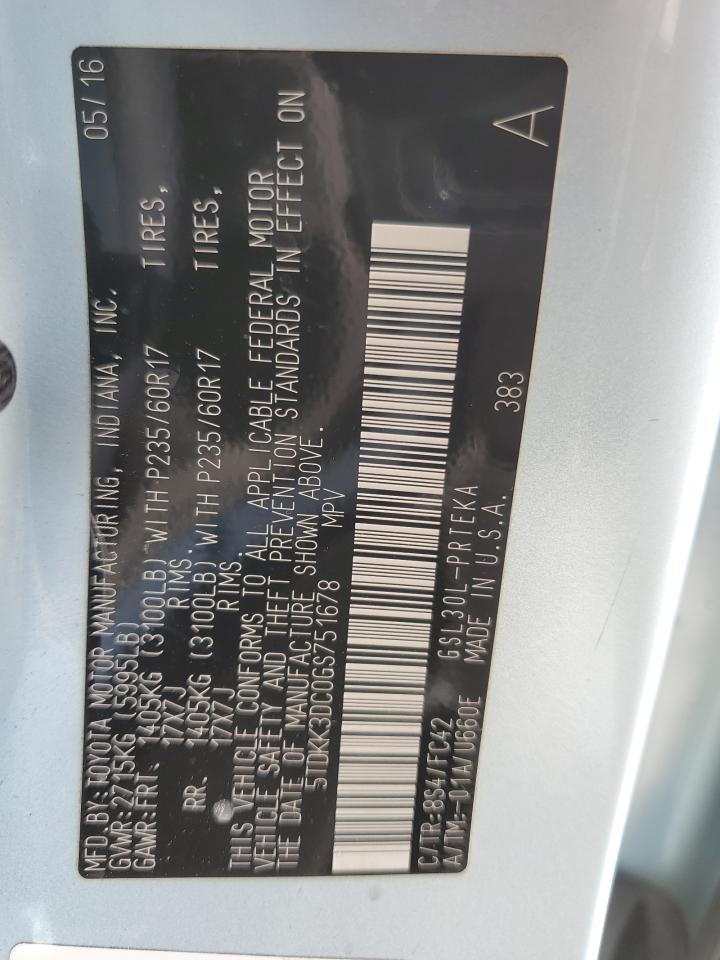 MFD.BY:TOYOTA MOTOR MANUFACTURING, INDIANA, INC. 05/16
GVWR:2715KG (5995LB)
GAWR:FRT. 1405KG (3100LB) WITH P235/60R17 TIRES,
17X7J RIMS.
RR. 1405KG (3100LB) WITH P235/60R17 TIRES,
17X7J RIMS.
THIS VEHICLE CONFORMS TO ALL APPLICABLE FEDERAL MOTOR
VEHICLE SAFETY AND THEFT PREVENTION STANDARDS IN EFFECT ON
THE DATE OF MANUFACTURE SHOWN ABOVE.
5TDKK3DC0GS751678 MPV
C/TR:8S4/FC42 GSL30L-PRTEKA
A/TM:-01A/U660E MADE IN U.S.A. 383 A